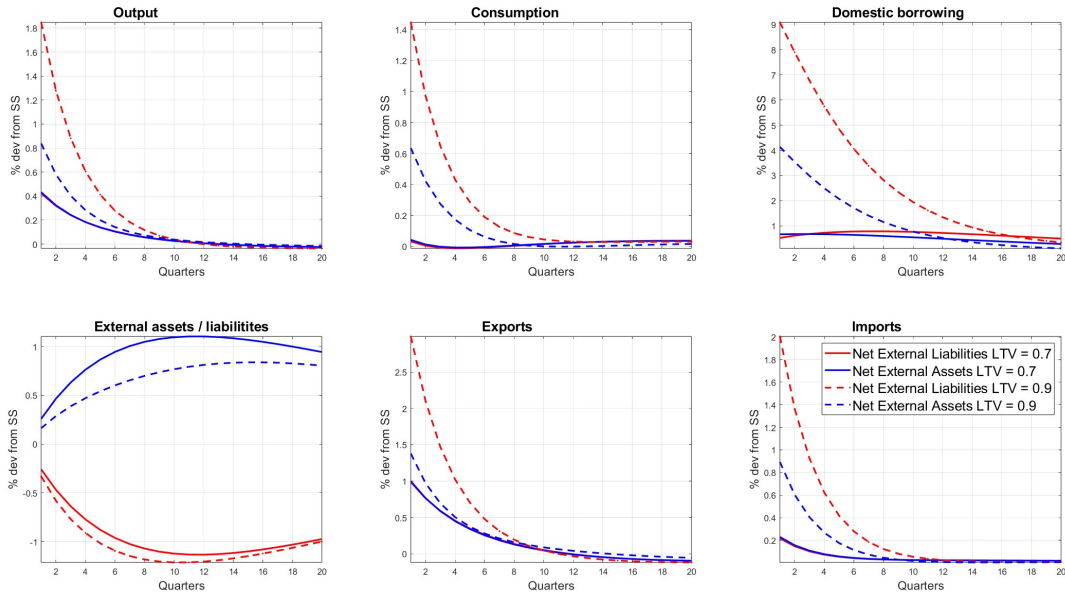 Output
1.8
1.6
1.4
1.2
1
0.8
0.6
0.4
0.2
0
% dev from SS
2 4 6 8 10 12 14 16 18 20
Quarters
Consumption
1.4
1.2
1
0.8
0.6
0.4
0.2
0
% dev from SS
2 4 6 8 10 12 14 16 18 20
Quarters
Domestic borrowing
9
8
7
6
5
4
3
2
1
% dev from SS
2 4 6 8 10 12 14 16 18 20
Quarters
External assets / liabilitites
1
0.5
0
-0.5
-1
% dev from SS
2 4 6 8 10 12 14 16 18 20
Quarters
Exports
2.5
2
1.5
1
0.5
0
% dev from SS
2 4 6 8 10 12 14 16 18 20
Quarters
Imports
2
1.8
1.6
1.4
1.2
1
0.8
0.6
0.4
0.2
% dev from SS
2 4 6 8 10 12 14 16 18 20
Quarters
Net External Liabilities LTV = 0.7
Net External Assets LTV = 0.7
Net External Liabilities LTV = 0.9
Net External Assets LTV = 0.9